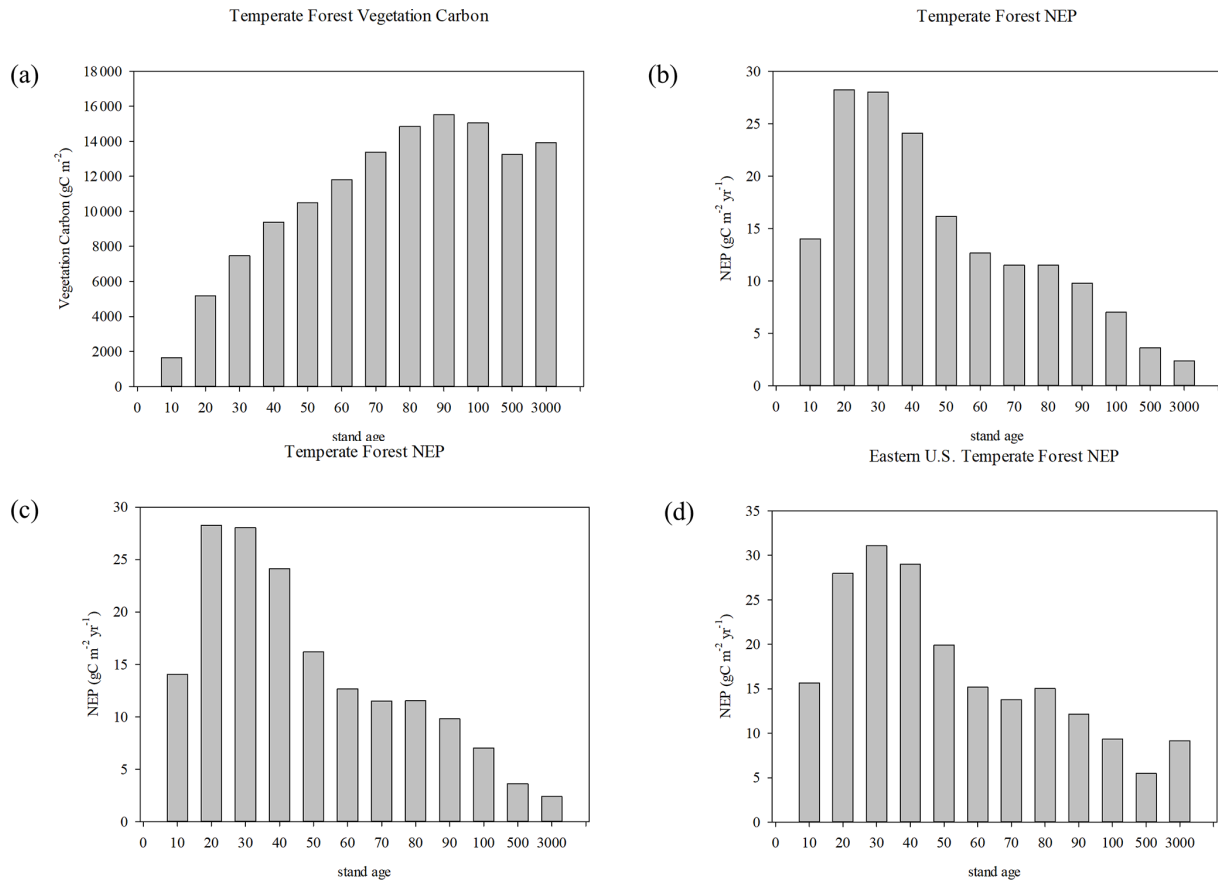 Temperate Forest Vegetation Carbon
(a)
18 000
16 000
14 000
12 000
10 000
8000
6000
4000
2000
0
Vegetation Carbon (gC m-2)
0 10 20 30 40 50 60 70 80 90 100 500 3000
stand age
Temperate Forest NEP
(b)
30
25
20
15
10
5
0
NEP (gC m-2 yr-1)
0 10 20 30 40 50 60 70 80 90 100 500 3000
stand age
Temperate Forest NEP
(c)
30
25
20
15
10
5
0
NEP (gC m-2 yr-1)
0 10 20 30 40 50 60 70 80 90 100 500 3000
stand age
Eastern U.S. Temperate Forest NEP
(d)
35
30
25
20
15
10
5
0
NEP (gC m-2 yr-1)
0 10 20 30 40 50 60 70 80 90 100 500 3000
stand age